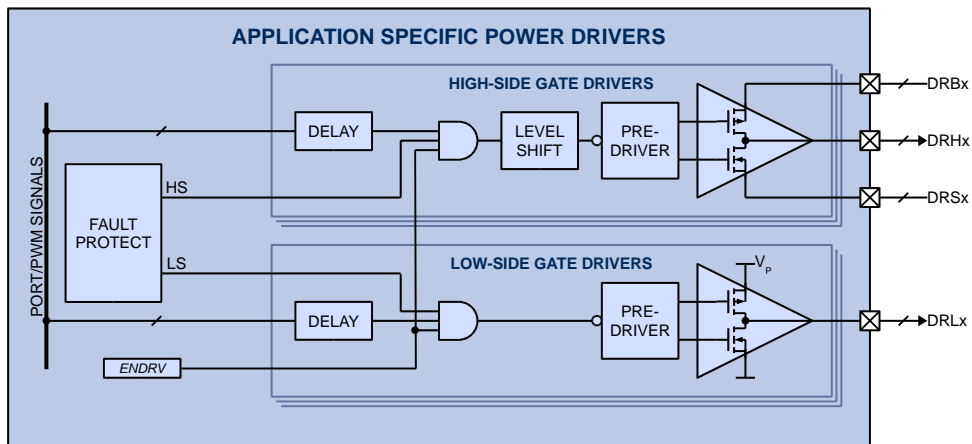 APPLICATION SPECIFIC POWER DRIVERS
HIGH-SIDE GATE DRIVERS
DRBx
DELAY
LEVEL
SHIFT
PRE-
DRIVER
DRHx
HS
DRSx
PORT/PWM SIGNALS
FAULT
PROTECT
LS
LOW-SIDE GATE DRIVERS
VP
DELAY
PRE-
DRIVER
DRLx
ENDRV